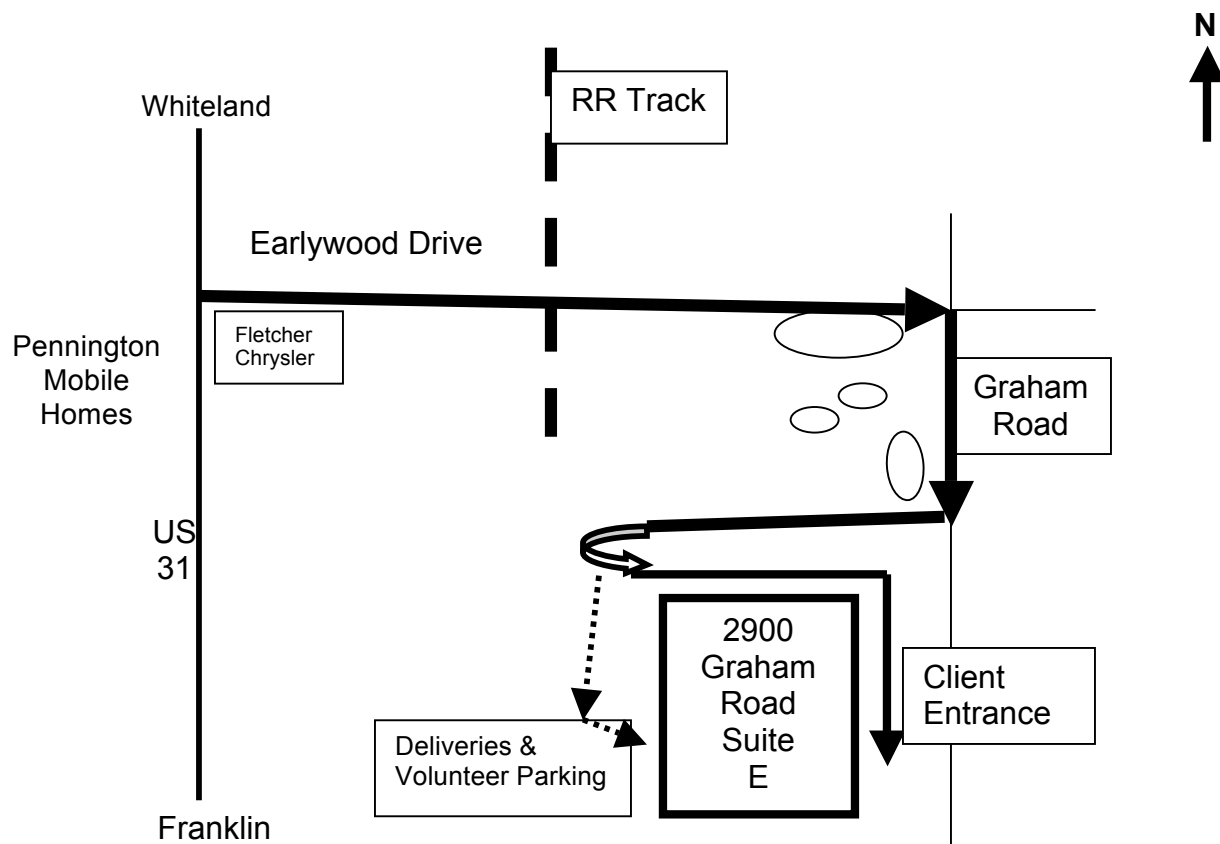 N
RR Track
Whiteland
Earlywood Drive
Fletcher
Chrysler
Pennington
Mobile
Homes
Graham
Road
US
31
2900
Graham
Road
Suite
E
Client
Entrance
Deliveries &
Volunteer Parking
Franklin